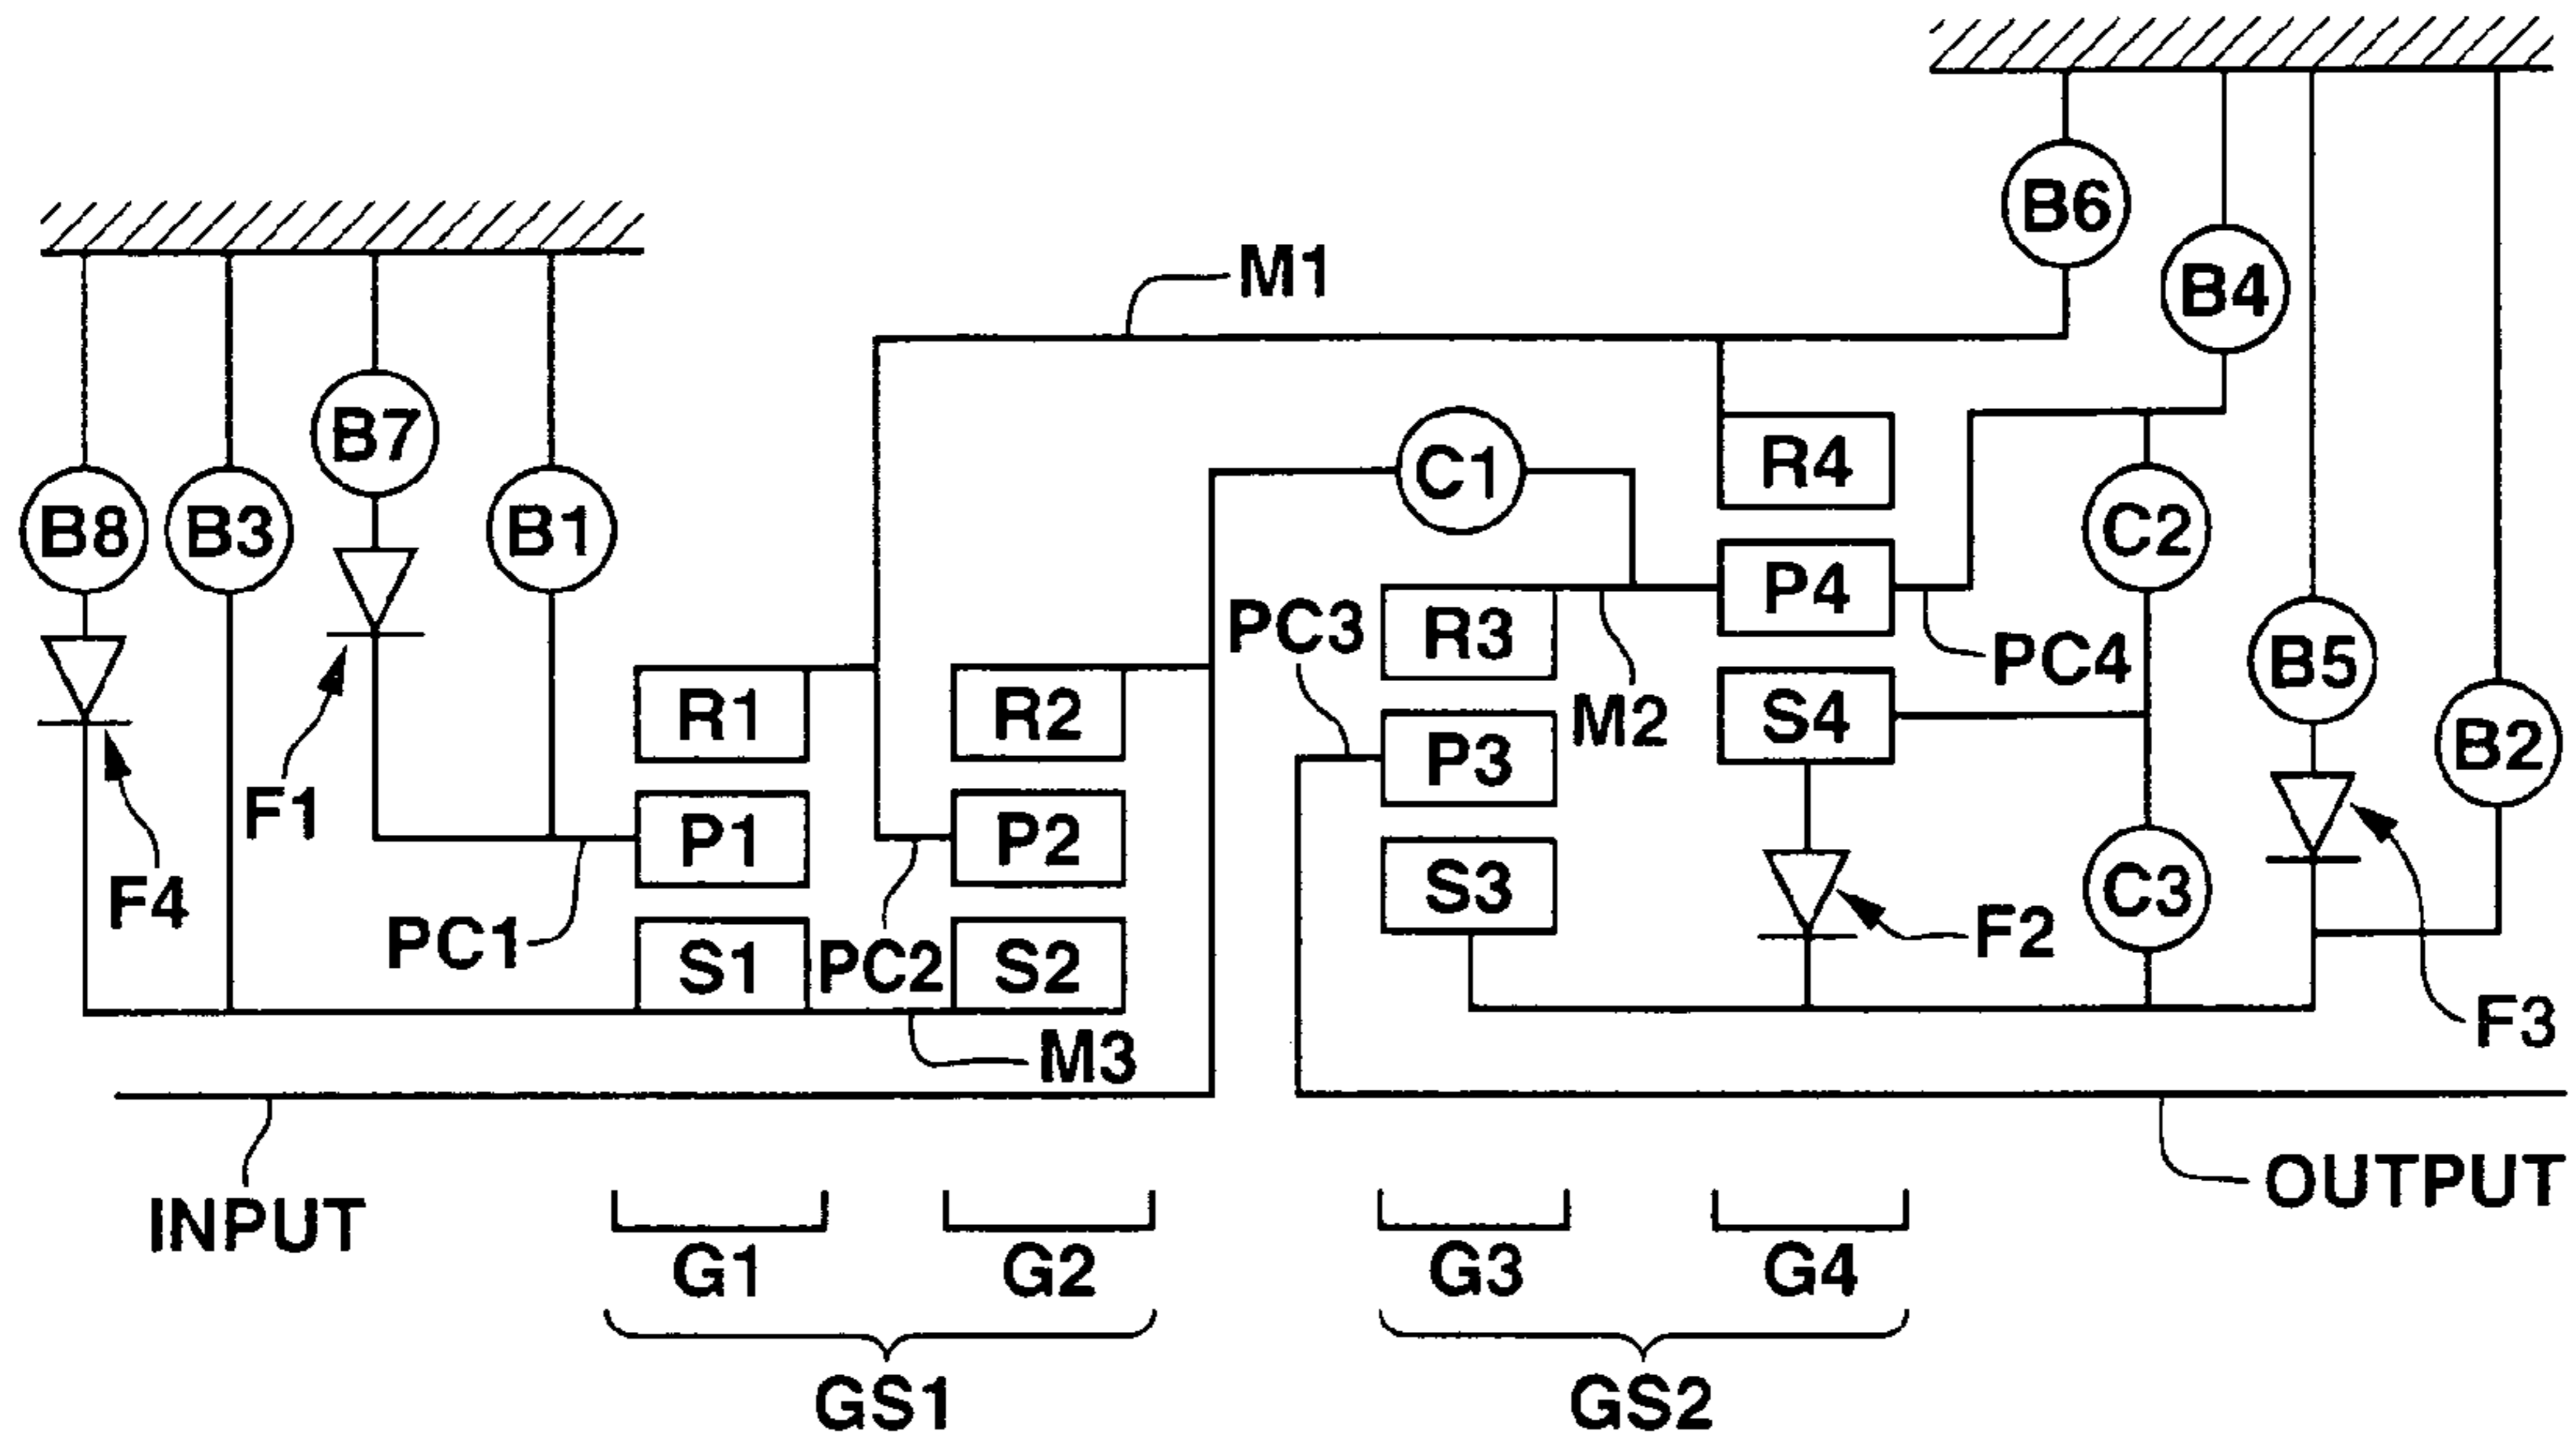 B6
M1
B4
B7
C1
R4
B8
B3
B1
C2
P4
PC3
R3
PC4
B5
R1
R2
M2
S4
B2
P3
F1
P1
P2
F4
S3
C3
F2
PC1
S1
PC2
S2
F3
M3
INPUT
OUTPUT
G1
G2
G3
G4
GS1
GS2